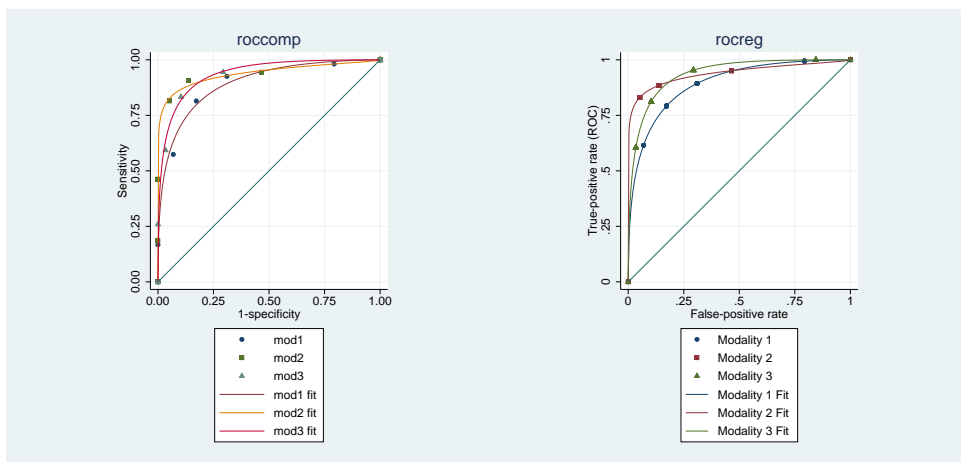 roccomp
1.00
0.75
0.50
0.25
0.00
Sensitivity
0.00 0.25 0.50 0.75 1.00
1-specificity
mod1
mod2
mod3
mod1 fit
mod2 fit
mod3 fit
rocreg
1
.75
.5
.25
0
True-positive rate (ROC)
0 .25 .5 .75 1
False-positive rate
Modality 1
Modality 2
Modality 3
Modality 1 Fit
Modality 2 Fit
Modality 3 Fit